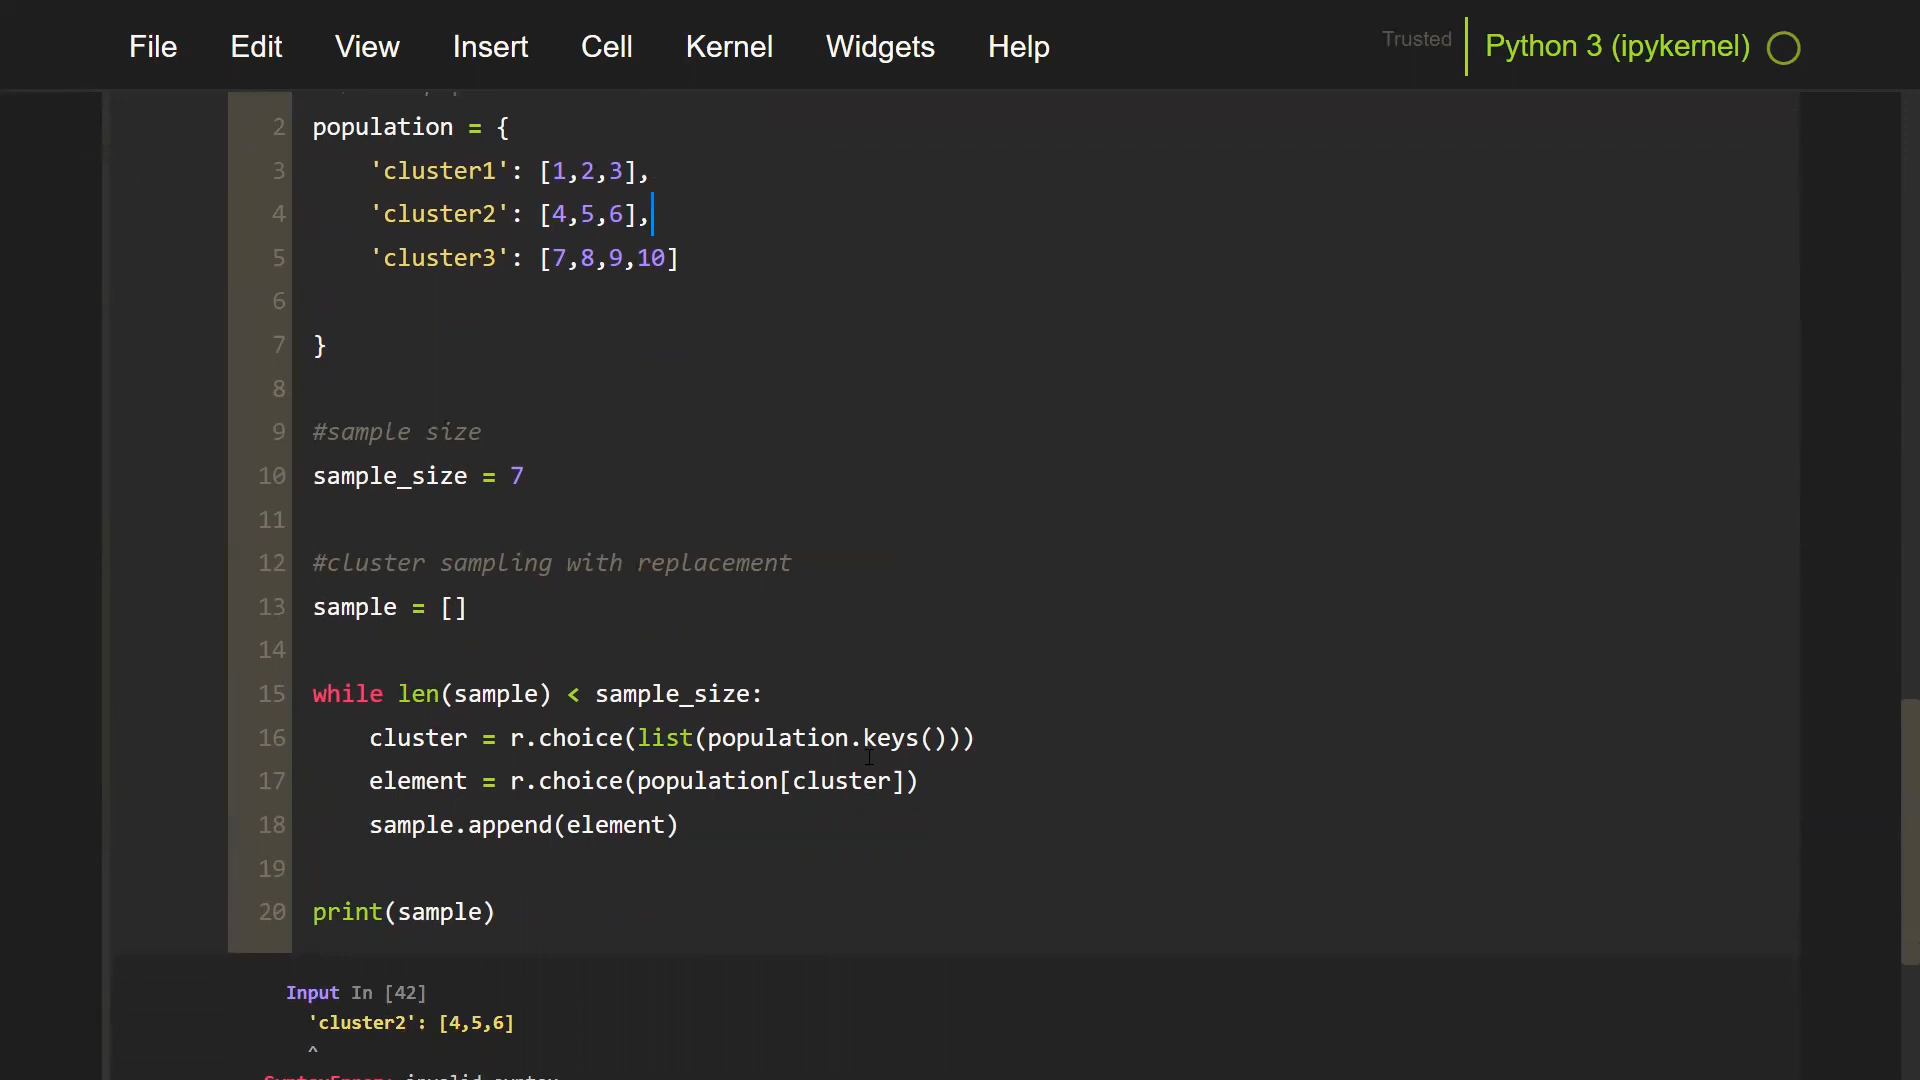 File Edit View Insert Cell Kernel Widgets Help Trusted Python 3 (ipykernel)
2 population = {
3 'cluster1': [1,2,3],
4 'cluster2': [4,5,6],
5 'cluster3': [7,8,9,10]
6
7 }
8
9 #sample size
10 sample_size = 7
11
12 #cluster sampling with replacement
13 sample = []
14
15 while len(sample) < sample_size:
16 cluster = r.choice(list(population.keys()))
17 element = r.choice(population[cluster])
18 sample.append(element)
19
20 print(sample)
Input In [42]
'cluster2': [4,5,6]
^
SyntaxError: invalid syntax